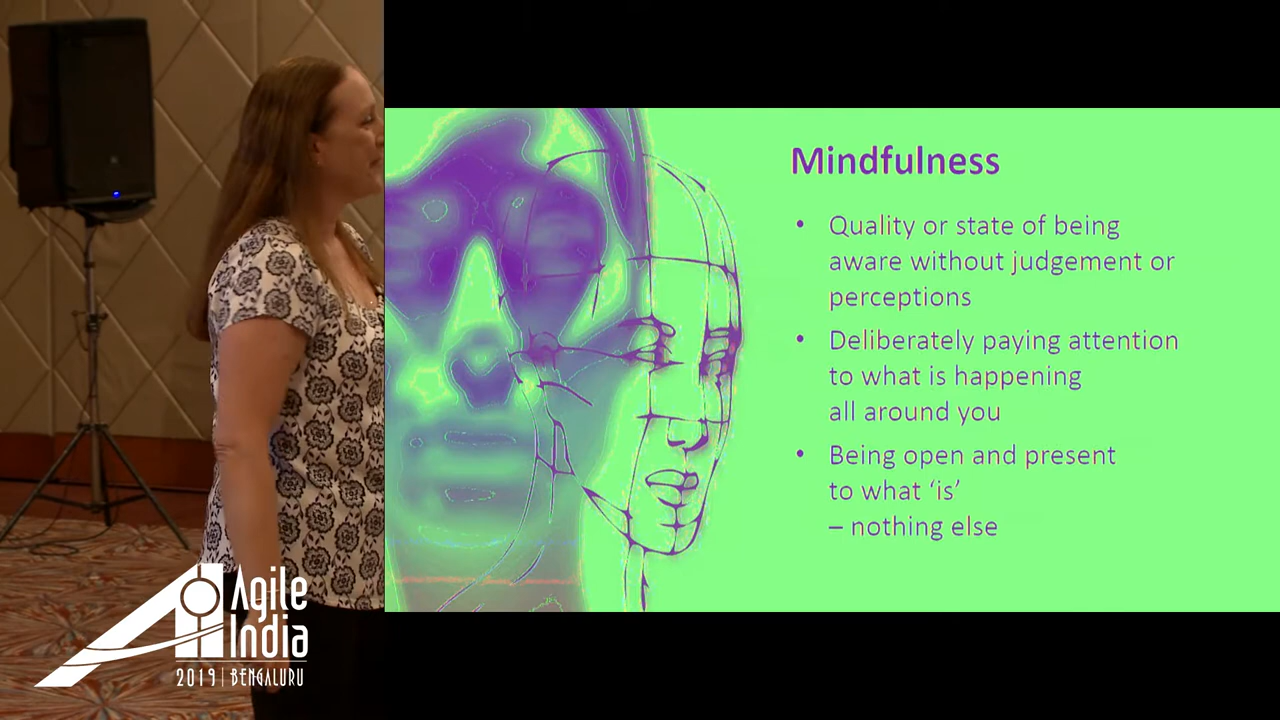 Mindfulness
• Quality or state of being
aware without judgement or
perceptions
• Deliberately paying attention
to what is happening
all around you
• Being open and present
to what ‘is’
– nothing else
Agile
India
2019 | BENGALURU